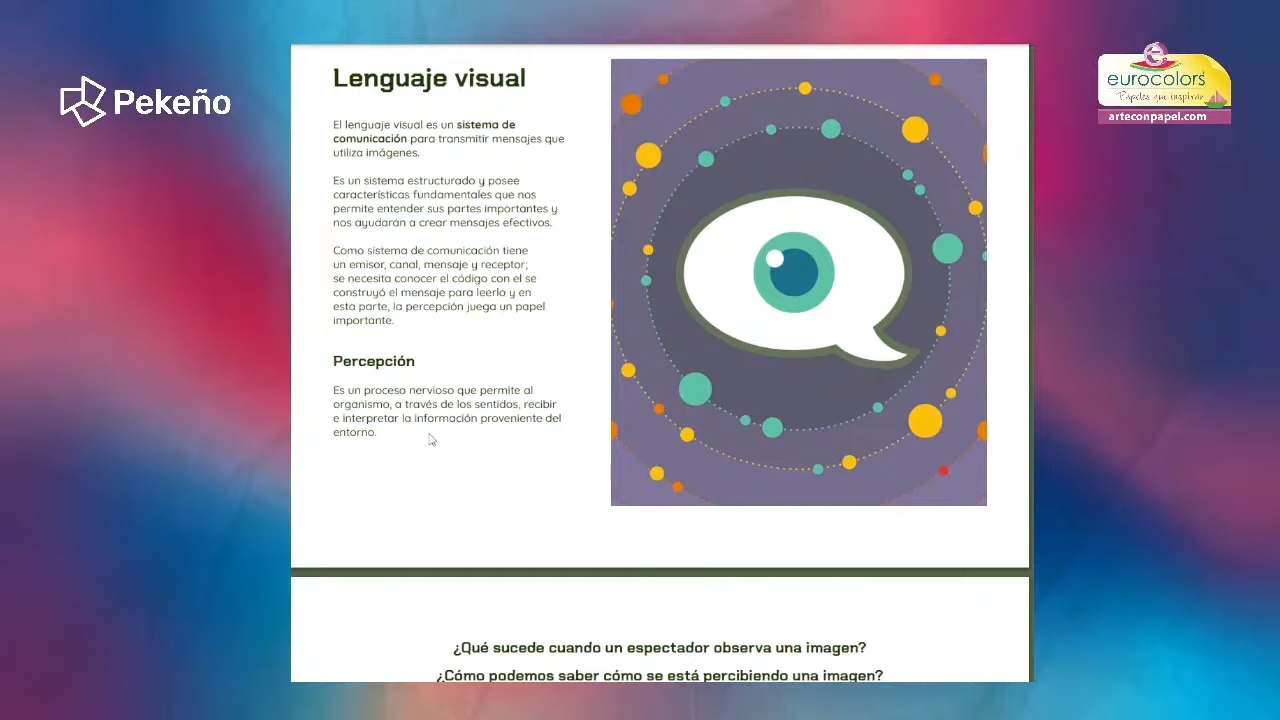 Pekeño
eurocolors
Papeles que inspiran
arteconpapel.com
Lenguaje visual
El lenguaje visual es un sistema de
comunicación para transmitir mensajes que
utiliza imágenes.
Es un sistema estructurado y posee
características fundamentales que nos
permite entender sus partes importantes y
nos ayudarán a crear mensajes efectivos.
Como sistema de comunicación tiene
un emisor, canal, mensaje y receptor;
se necesita conocer el código con el se
construyó el mensaje para leerlo y en
esta parte, la percepción juega un papel
importante.
Percepción
Es un proceso nervioso que permite al
organismo, a través de los sentidos, recibir
e interpretar la información proveniente del
entorno.
¿Qué sucede cuando un espectador observa una imagen?
¿Cómo podemos saber cómo se está percibiendo una imagen?